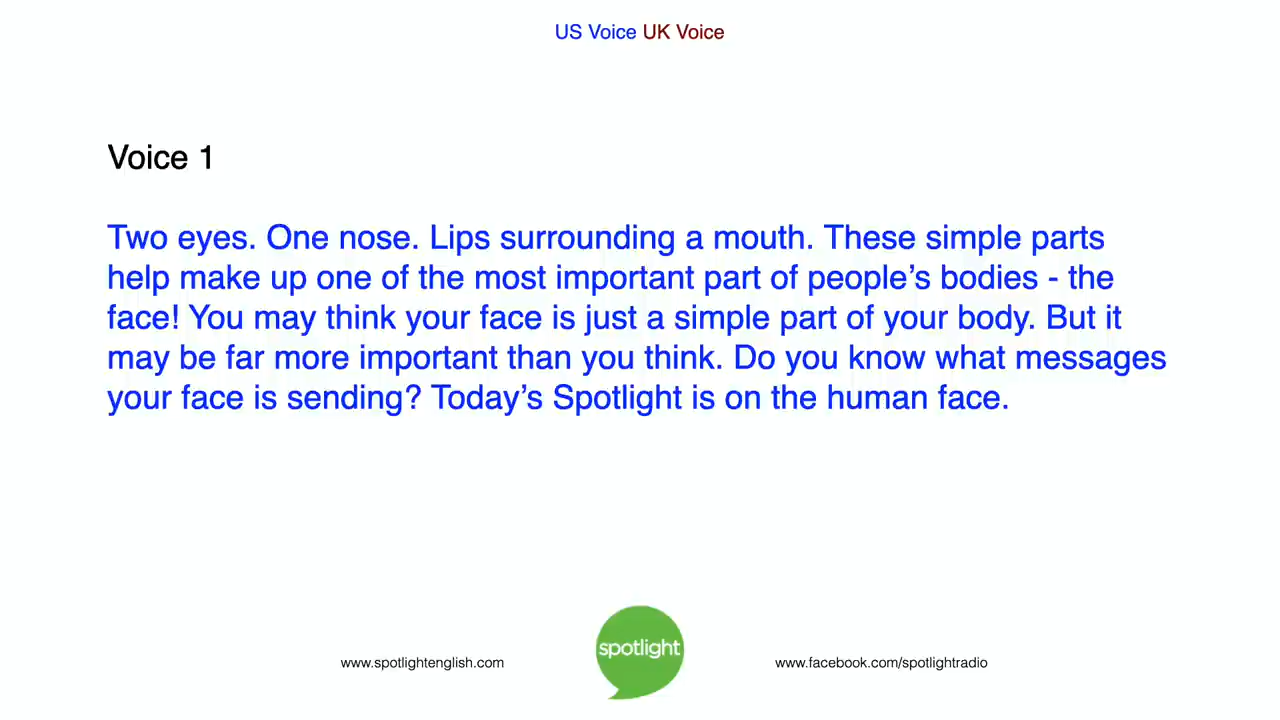 US Voice UK Voice
Voice 1
Two eyes. One nose. Lips surrounding a mouth. These simple parts
help make up one of the most important part of people’s bodies - the
face! You may think your face is just a simple part of your body. But it
may be far more important than you think. Do you know what messages
your face is sending? Today’s Spotlight is on the human face.
www.spotlightenglish.com
spotlight
www.facebook.com/spotlightradio